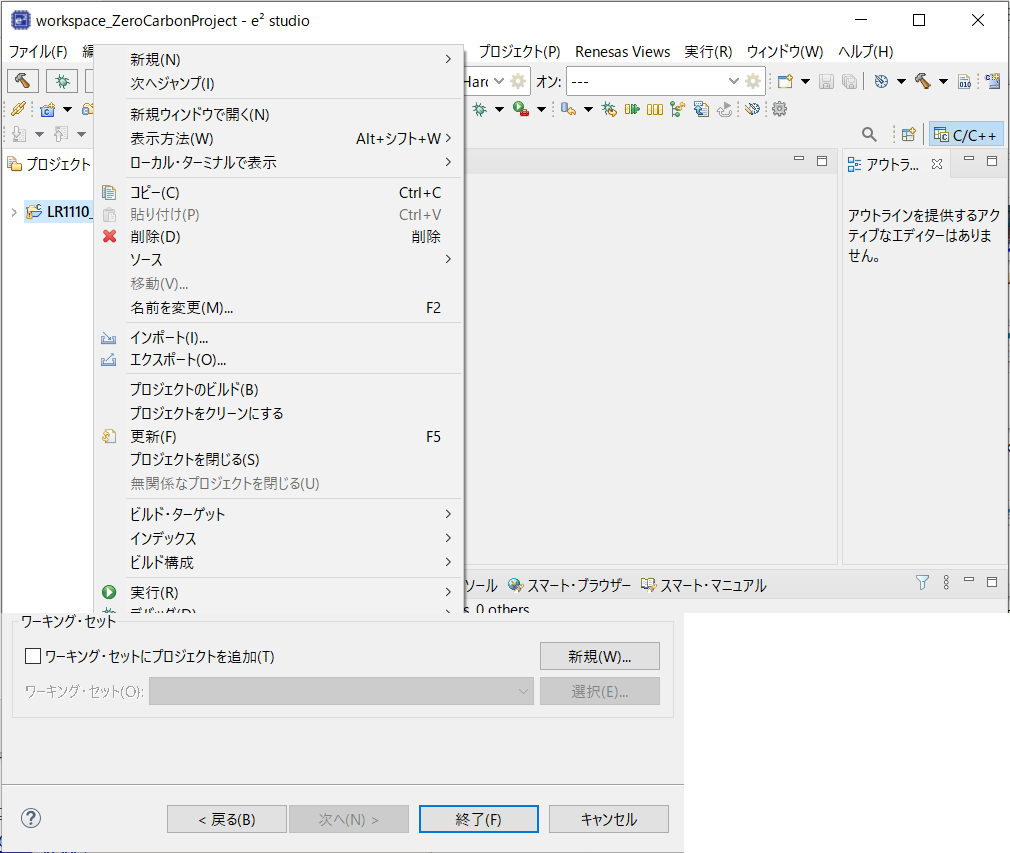 workspace_ZeroCarbonProject - e² studio
ファイル(F)
プロジェクト(P) Renesas Views 実行(R) ウィンドウ(W) ヘルプ(H)
オン: ---
C/C++
プロジェクト
アウトラ...
LR1110_
アウトラインを提供するアク
ティブなエディターはありま
せん。
新規(N)
次へジャンプ(I)
新規ウィンドウで開く(N)
表示方法(W) Alt+シフト+W
ローカル・ターミナルで表示
コピー(C) Ctrl+C
貼り付け(P) Ctrl+V
削除(D) 削除
ソース
移動(V)...
名前を変更(M)... F2
インポート(I)...
エクスポート(O)...
プロジェクトのビルド(B)
プロジェクトをクリーンにする
更新(F) F5
プロジェクトを閉じる(S)
無関係なプロジェクトを閉じる(U)
ビルド・ターゲット
インデックス
ビルド構成
実行(R)
デバッグ(D)
ソール スマート・ブラウザー スマート・マニュアル
0 others
ワーキング・セット
ワーキング・セットにプロジェクトを追加(T)
新規(W)...
ワーキング・セット(O):
選択(E)...
< 戻る(B)
次へ(N) >
終了(F)
キャンセル